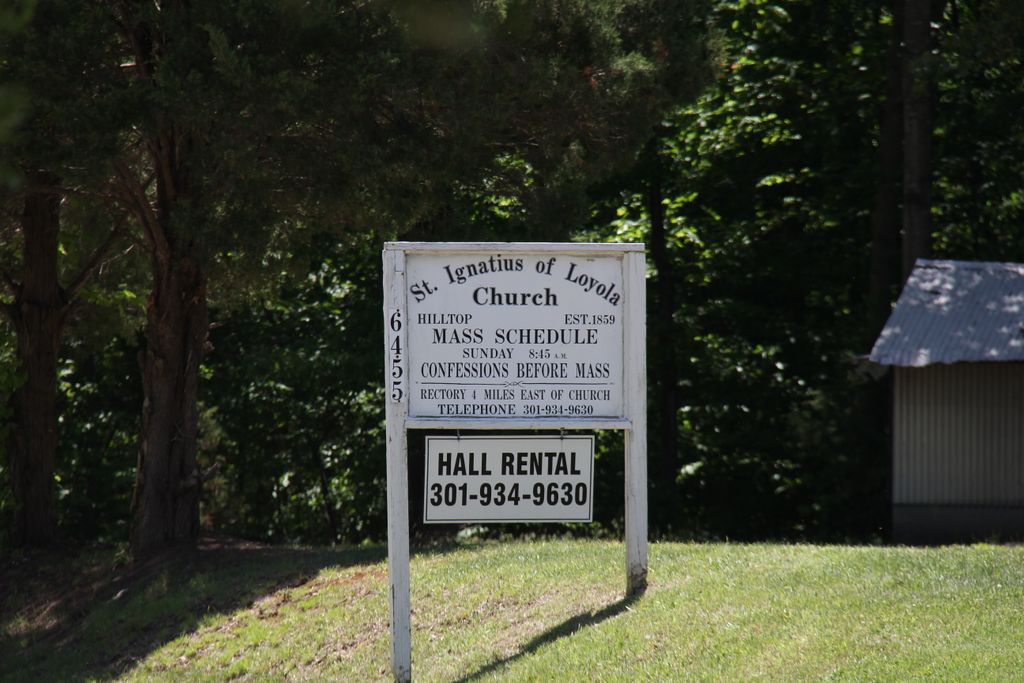 St. Ignatius of Loyola
Church
HILLTOP EST.1859
MASS SCHEDULE
SUNDAY 8:45 A.M.
CONFESSIONS BEFORE MASS
RECTORY 4 MILES EAST OF CHURCH
TELEPHONE 301-934-9630
6455
HALL RENTAL
301-934-9630